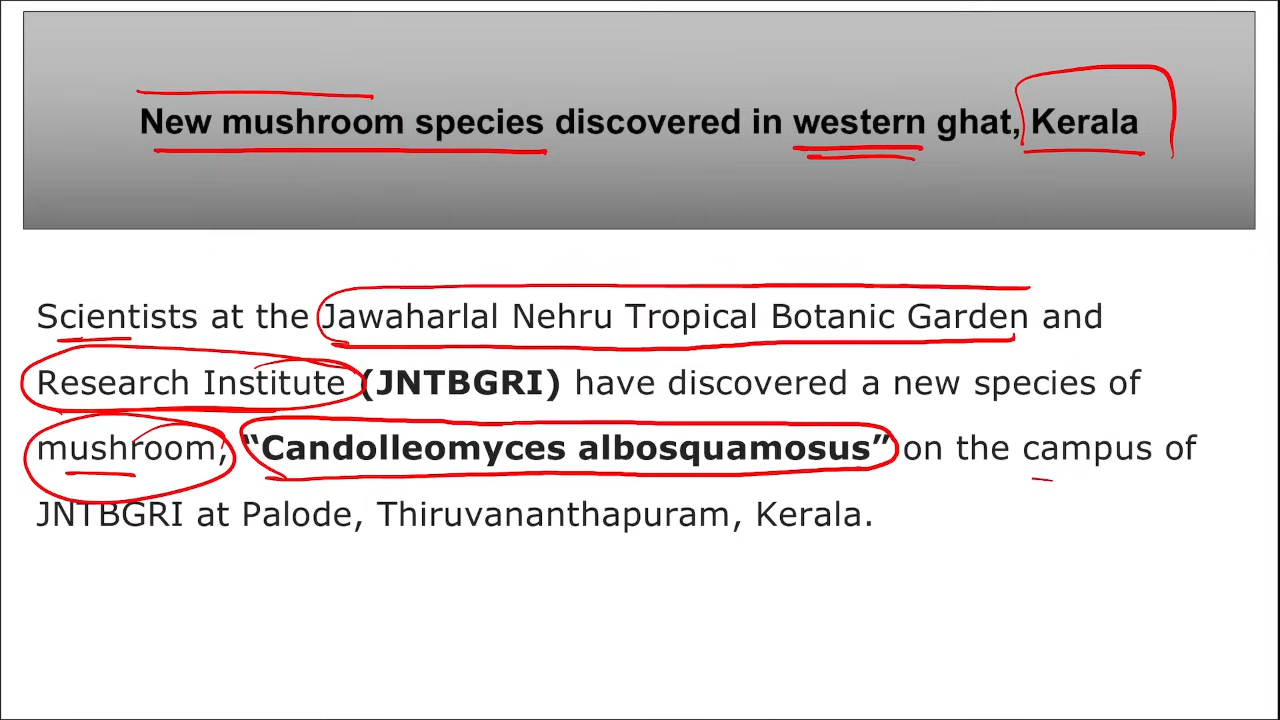 New mushroom species discovered in western ghat, Kerala
Scientists at the Jawaharlal Nehru Tropical Botanic Garden and
Research Institute (JNTBGRI) have discovered a new species of
mushroom, “Candolleomyces albosquamosus” on the campus of
JNTBGRI at Palode, Thiruvananthapuram, Kerala.